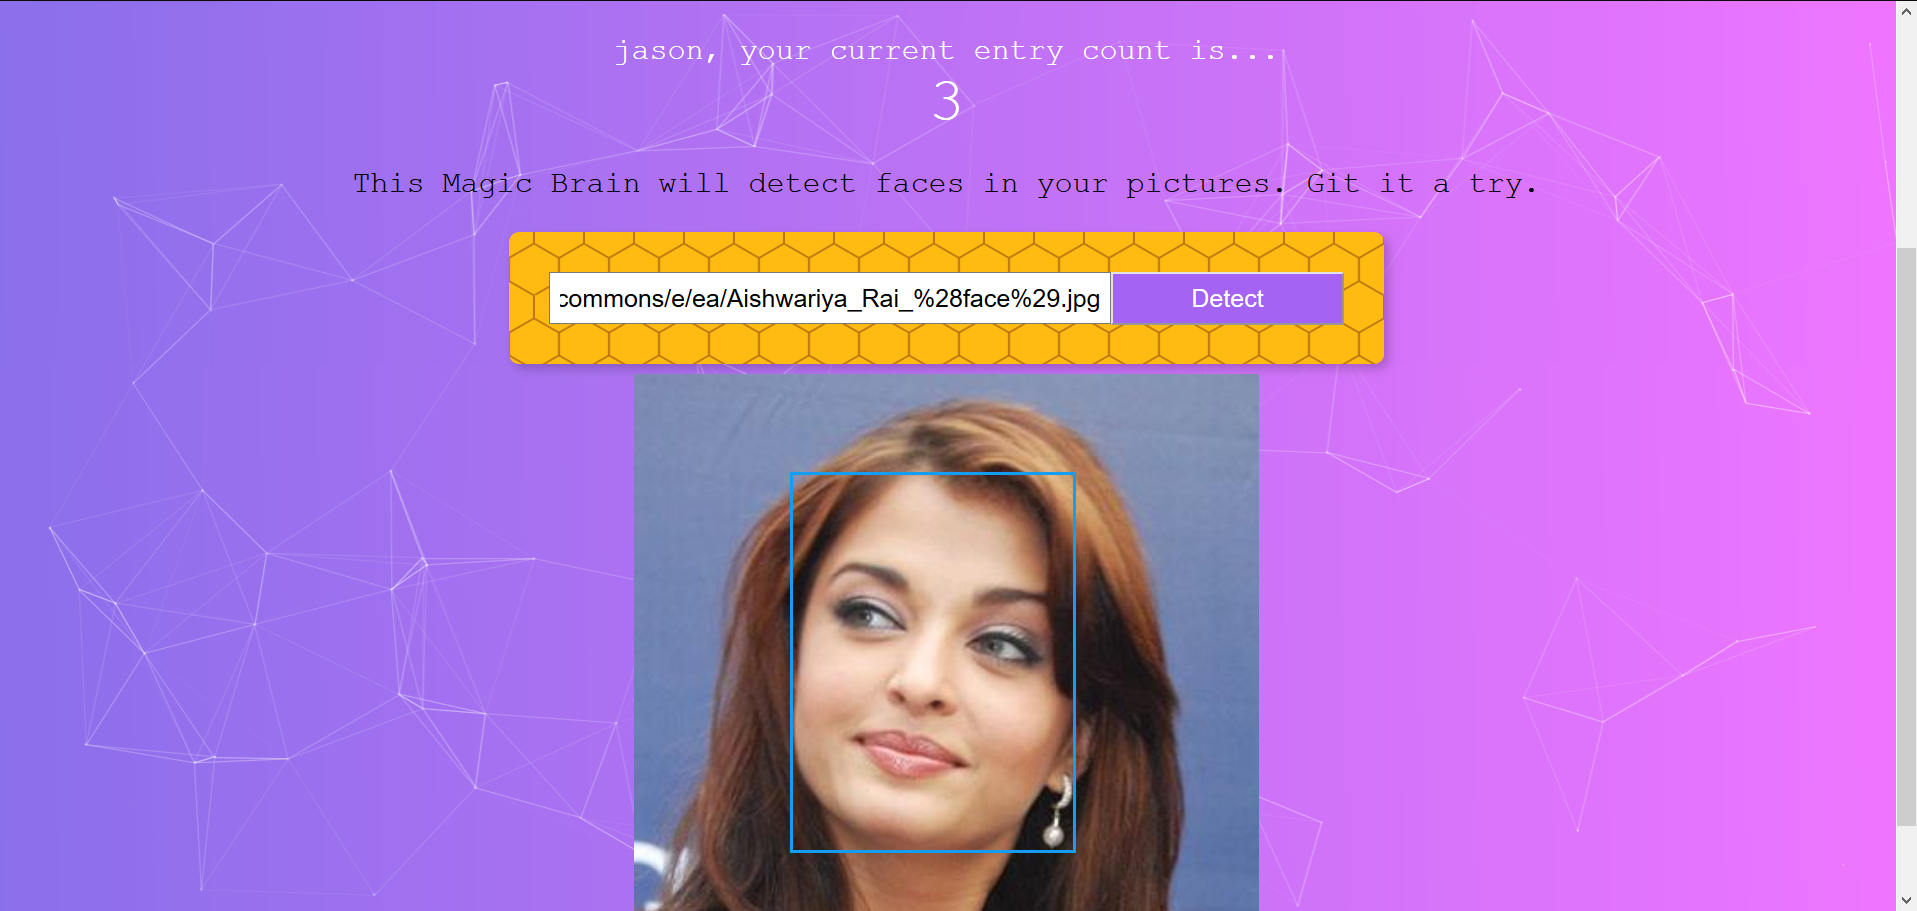 jason, your current entry count is...
3
This Magic Brain will detect faces in your pictures. Git it a try.
commons/e/ea/Aishwariya_Rai_%28face%29.jpg Detect